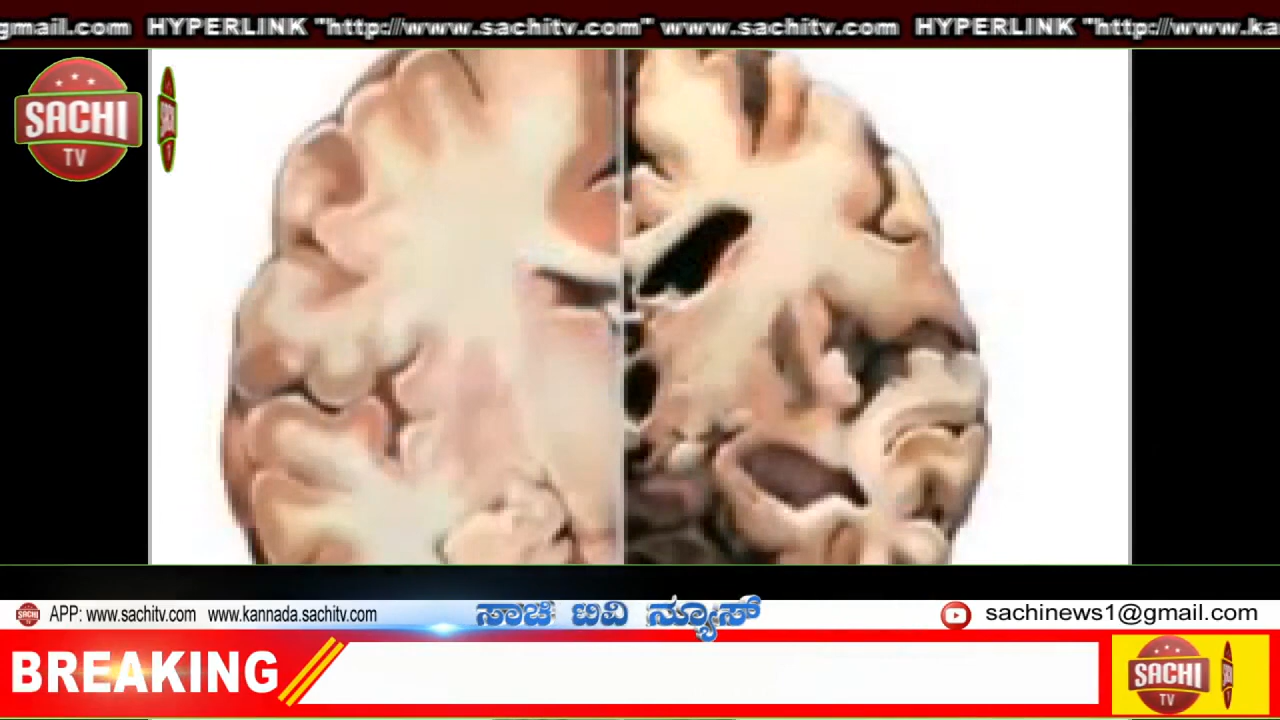 gmail.com HYPERLINK "http://www.sachitv.com" www.sachitv.com HYPERLINK "http://www.ka
SACHI
TV
APP: www.sachitv.com www.kannada.sachitv.com ಸಾಚಿ ಟಿವಿ ನ್ಯೂಸ್ sachinews1@gmail.com
BREAKING
SACHI
TV